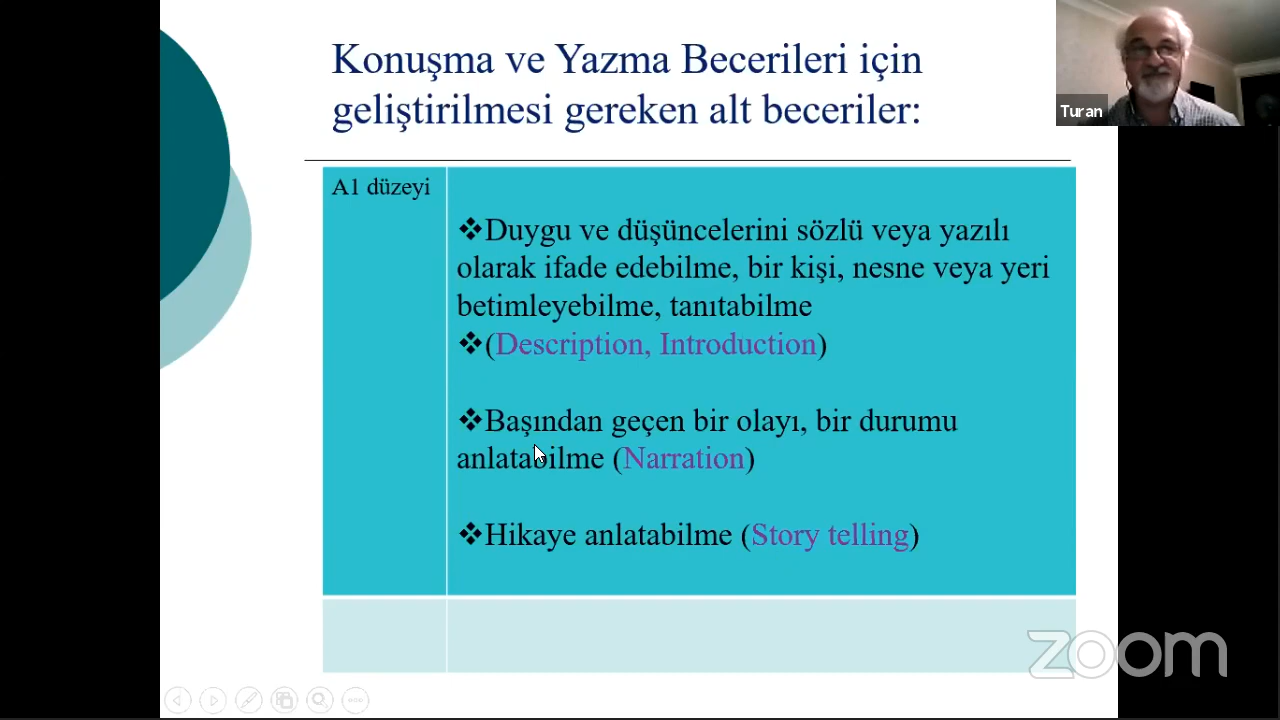 Konuşma ve Yazma Becerileri için
geliştirilmesi gereken alt beceriler:
Turan
A1 düzeyi
❖Duygu ve düşüncelerini sözlü veya yazılı
olarak ifade edebilme, bir kişi, nesne veya yeri
betimleyebilme, tanıtabilme
❖(Description, Introduction)
❖Başından geçen bir olayı, bir durumu
anlatabilme (Narration)
❖Hikaye anlatabilme (Story telling)
zoom